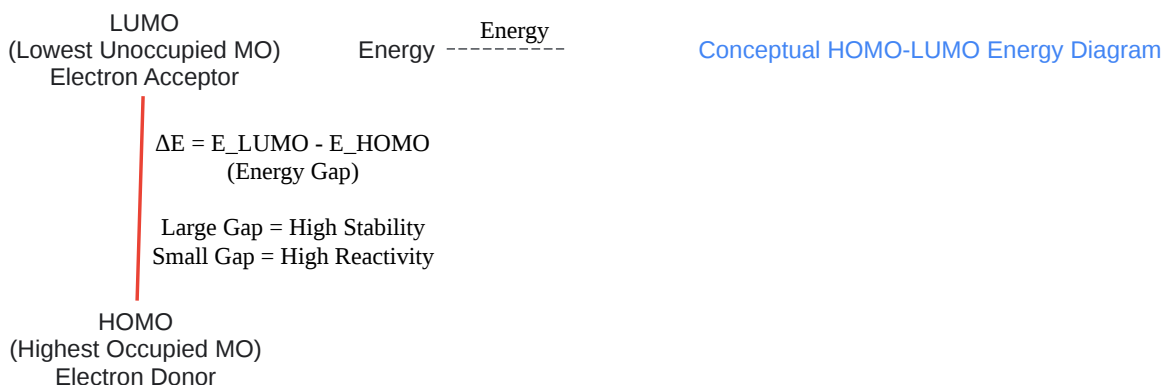 LUMO
(Lowest Unoccupied MO)
Electron Acceptor
Energy
Energy
Conceptual HOMO-LUMO Energy Diagram
ΔE = E_LUMO - E_HOMO
(Energy Gap)
Large Gap = High Stability
Small Gap = High Reactivity
HOMO
(Highest Occupied MO)
Electron Donor